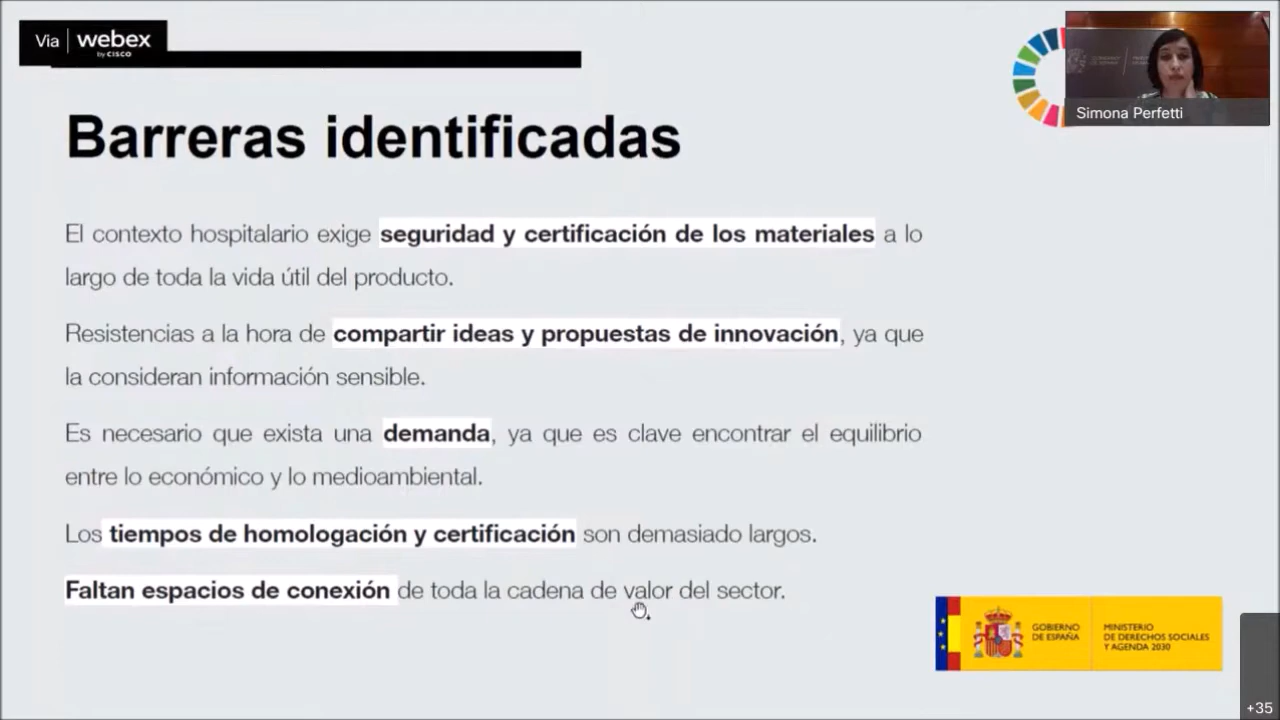 Via webex
by CISCO
Simona Perfetti
Barreras identificadas
El contexto hospitalario exige seguridad y certificación de los materiales a lo
largo de toda la vida útil del producto.
Resistencias a la hora de compartir ideas y propuestas de innovación, ya que
la consideran información sensible.
Es necesario que exista una demanda, ya que es clave encontrar el equilibrio
entre lo económico y lo medioambiental.
Los tiempos de homologación y certificación son demasiado largos.
Faltan espacios de conexión de toda la cadena de valor del sector.
GOBIERNO
DE ESPAÑA
MINISTERIO
DE DERECHOS SOCIALES
Y AGENDA 2030
+35